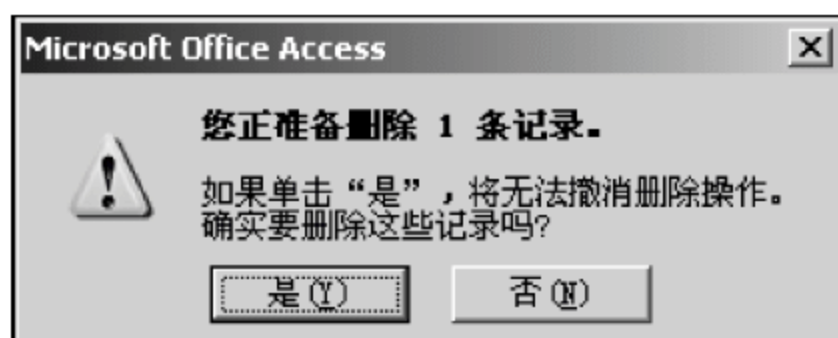 Microsoft Office Access
您正准备删除 1 条记录。
如果单击“是”，将无法撤消删除操作。
确实要删除这些记录吗?
是(Y)
否(N)